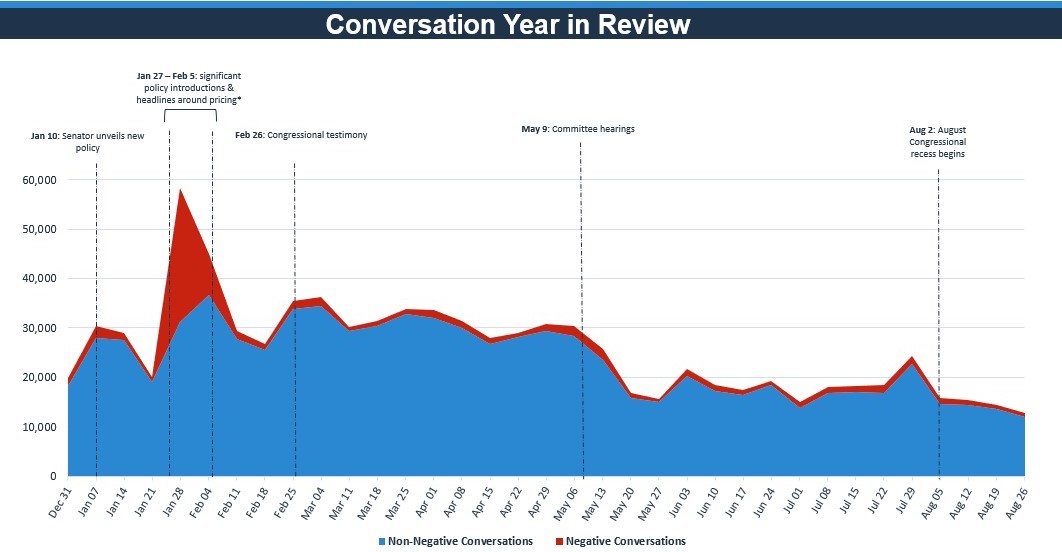 Conversation Year in Review
Jan 27 – Feb 5: significant
policy introductions &
headlines around pricing*
Jan 10: Senator unveils new
policy
Feb 26: Congressional testimony
May 9: Committee hearings
Aug 2: August
Congressional
recess begins
60,000
50,000
40,000
30,000
20,000
10,000
0
Dec 31
Jan 07
Jan 14
Jan 21
Jan 28
Feb 04
Feb 11
Feb 18
Feb 25
Mar 04
Mar 11
Mar 18
Mar 25
Apr 01
Apr 08
Apr 15
Apr 22
Apr 29
May 06
May 13
May 20
May 27
Jun 03
Jun 10
Jun 17
Jun 24
Jul 01
Jul 08
Jul 15
Jul 22
Jul 29
Aug 05
Aug 12
Aug 19
Aug 26
Non-Negative Conversations
Negative Conversations